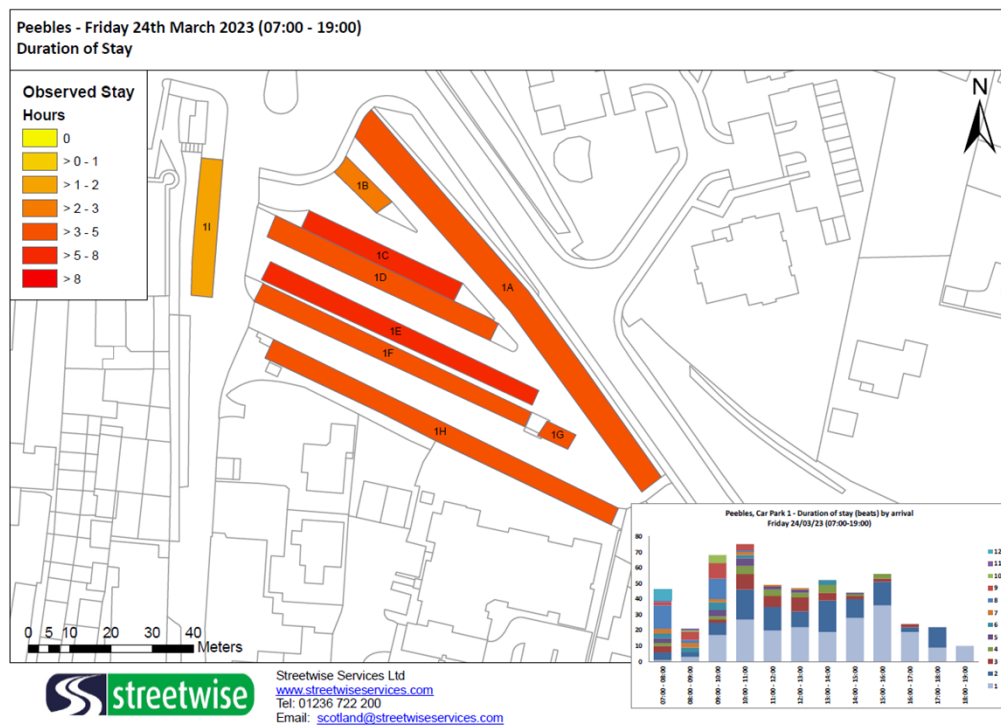 Peebles - Friday 24th March 2023 (07:00 - 19:00)
Duration of Stay
Observed Stay
Hours
0
> 0 - 1
> 1 - 2
> 2 - 3
> 3 - 5
> 5 - 8
> 8
N
1I
1B
1C
1D
1A
1E
1F
1G
1H
0 5 10 20 30 40
Meters
Peebles, Car Park 1 - Duration of stay (beats) by arrival
Friday 24/03/23 (07:00-19:00)
80
70
60
50
40
30
20
10
0
07:00 - 08:00
08:00 - 09:00
09:00 - 10:00
10:00 - 11:00
11:00 - 12:00
12:00 - 13:00
13:00 - 14:00
14:00 - 15:00
15:00 - 16:00
16:00 - 17:00
17:00 - 18:00
18:00 - 19:00
12
11
10
9
8
7
6
5
4
3
2
1
streetwise
Streetwise Services Ltd
www.streetwiseservices.com
Tel: 01236 722 200
Email: scotland@streetwiseservices.com